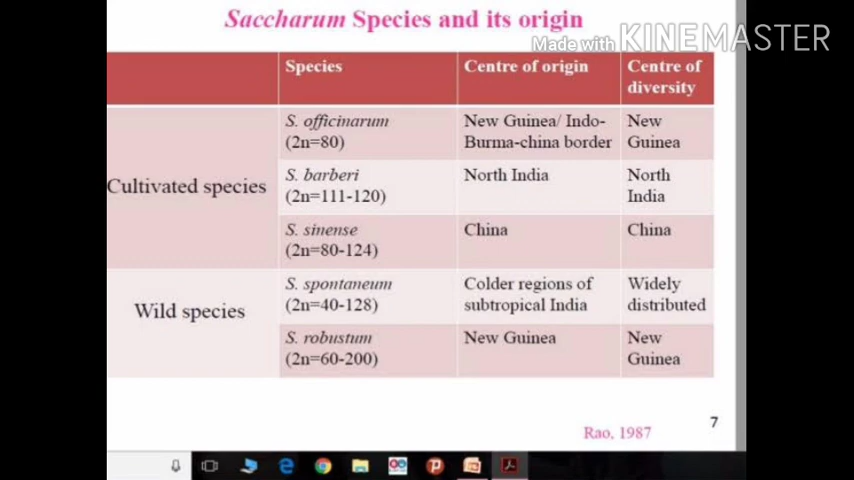 Saccharum Species and its origin
Made with KINEMASTER
Species Centre of origin Centre of
diversity
S. officinarum New Guinea/ Indo- New
(2n=80) Burma-china border Guinea
Cultivated species
S. barberi North India North
(2n=111-120) India
S. sinense China China
(2n=80-124)
Wild species
S. spontaneum Colder regions of Widely
(2n=40-128) subtropical India distributed
S. robustum New Guinea New
(2n=60-200) Guinea
7
Rao, 1987